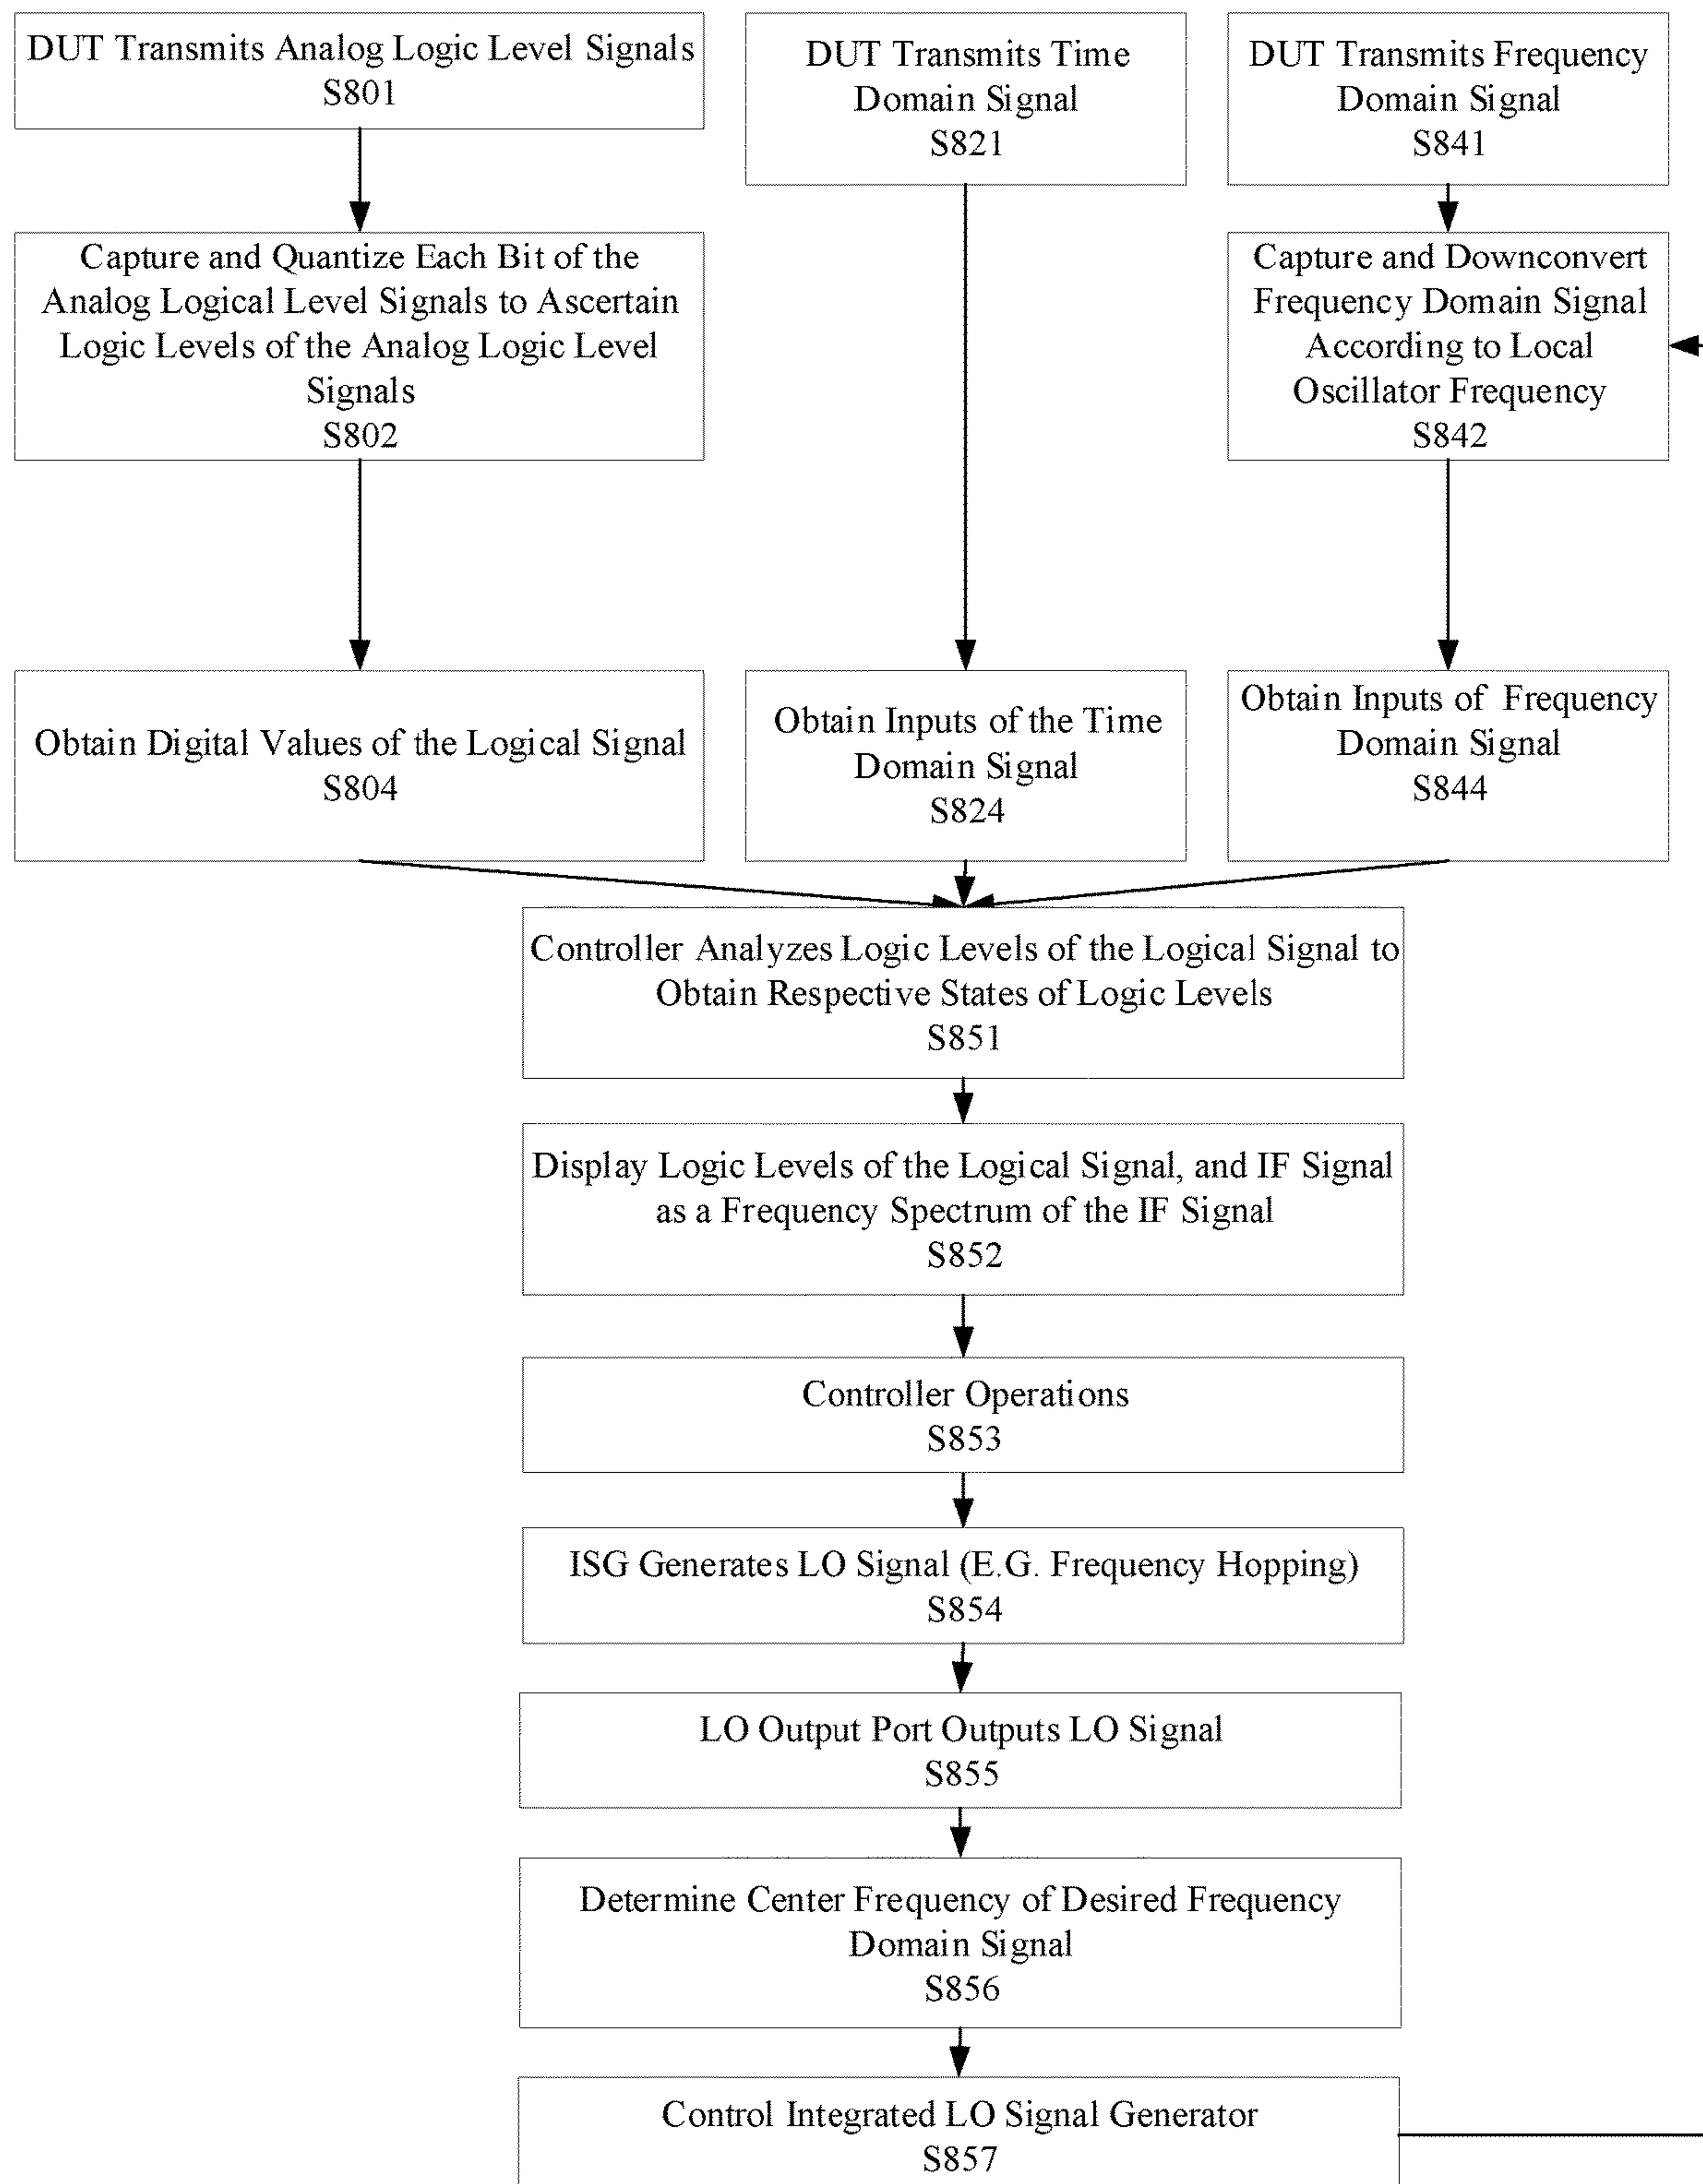 DUT Transmits Analog Logic Level Signals
S801
DUT Transmits Time
Domain Signal
S821
DUT Transmits Frequency
Domain Signal
S841
Capture and Quantize Each Bit of the
Analog Logical Level Signals to Ascertain
Logic Levels of the Analog Logic Level
Signals
S802
Capture and Downconvert
Frequency Domain Signal
According to Local
Oscillator Frequency
S842
Obtain Digital Values of the Logical Signal
S804
Obtain Inputs of the Time
Domain Signal
S824
Obtain Inputs of Frequency
Domain Signal
S844
Controller Analyzes Logic Levels of the Logical Signal to
Obtain Respective States of Logic Levels
S851
Display Logic Levels of the Logical Signal, and IF Signal
as a Frequency Spectrum of the IF Signal
S852
Controller Operations
S853
ISG Generates LO Signal (E.G. Frequency Hopping)
S854
LO Output Port Outputs LO Signal
S855
Determine Center Frequency of Desired Frequency
Domain Signal
S856
Control Integrated LO Signal Generator
S857